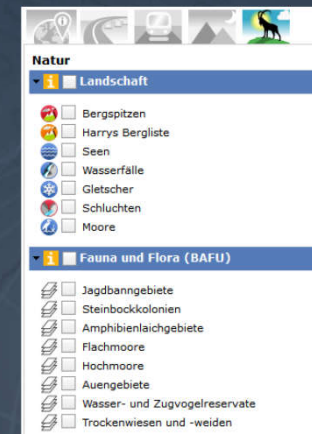 Natur
Landschaft
Bergspitzen
Harrys Bergliste
Seen
Wasserfälle
Gletscher
Schluchten
Moore
Fauna und Flora (BAFU)
Jagdbanngebiete
Steinbockkolonien
Amphibienlaichgebiete
Flachmoore
Hochmoore
Auengebiete
Wasser- und Zugvogelreservate
Trockenwiesen und -weiden